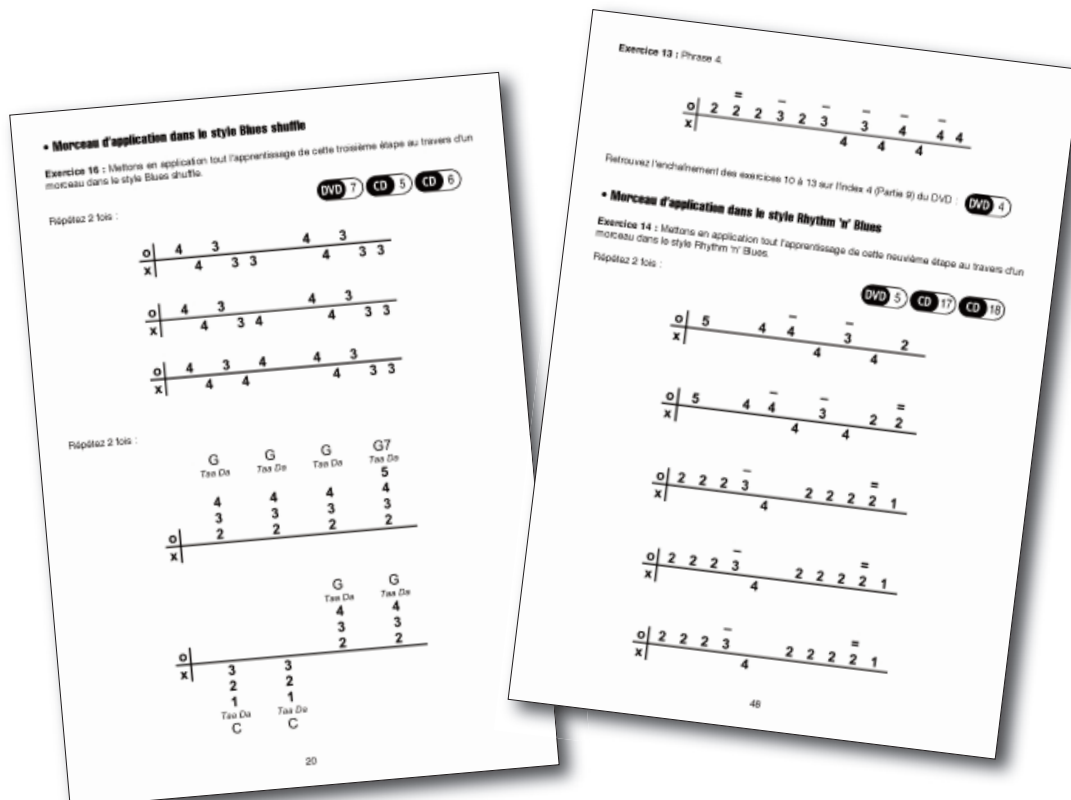 • Morceau d'application dans le style Blues shuffle
Exercice 16 : Mettons en application tout l'apprentissage de cette troisième étape au travers d'un
morceau dans le style Blues shuffle.
DVD 7 CD 5 CD 6
Répétez 2 fois :
o 4 3 4 3
x 4 3 3 4 3 3
o 4 3 4 3
x 4 3 4 4 3 3
o 4 3 4 4 3
x 4 4 4 3 3
Répétez 2 fois :
G G G G7
Taa Da Taa Da Taa Da Taa Da
5
4 4 4 4
3 3 3 3
o 2 2 2 2
x
G G
Taa Da Taa Da
4 4
3 3
o 2 2
x 3 3
2 2
1 1
Taa Da Taa Da
C C
20
Exercice 13 : Phrase 4.
= – – – – –
o 2 2 2 3 2 3 3 4 4 4
x 4 4 4
Retrouvez l'enchaînement des exercices 10 à 13 sur l'index 4 (Partie 9) du DVD : DVD 4
• Morceau d'application dans le style Rhythm 'n' Blues
Exercice 14 : Mettons en application tout l'apprentissage de cette neuvième étape au travers d'un
morceau dans le style Rhythm 'n' Blues.
Répétez 2 fois :
DVD 5 CD 17 CD 18
– –
o 5 4 4 3 2
x 4 4
– – =
o 5 4 4 3 2 2
x 4 4
– =
o 2 2 2 3 2 2 2 2 1
x 4
– =
o 2 2 2 3 2 2 2 2 1
x 4
– =
o 2 2 2 3 2 2 2 2 1
x 4